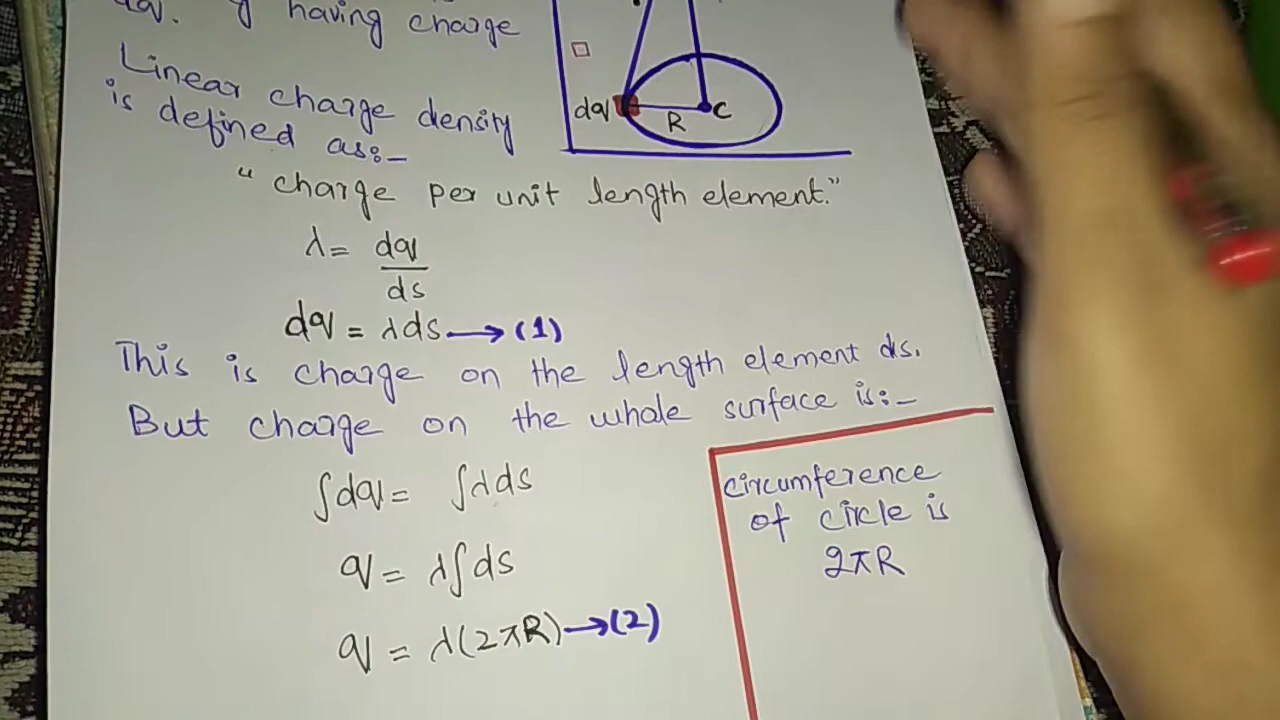 having charge
Linear charge density
is defined as:-
dq
R
C
"charge per unit length element."
λ = dq
ds
dq = λds → (1)
This is charge on the length element ds.
But charge on the whole surface is:-
∫dq = ∫λds
q = λ∫ds
q = λ(2πR) → (2)
circumference
of circle is
2πR